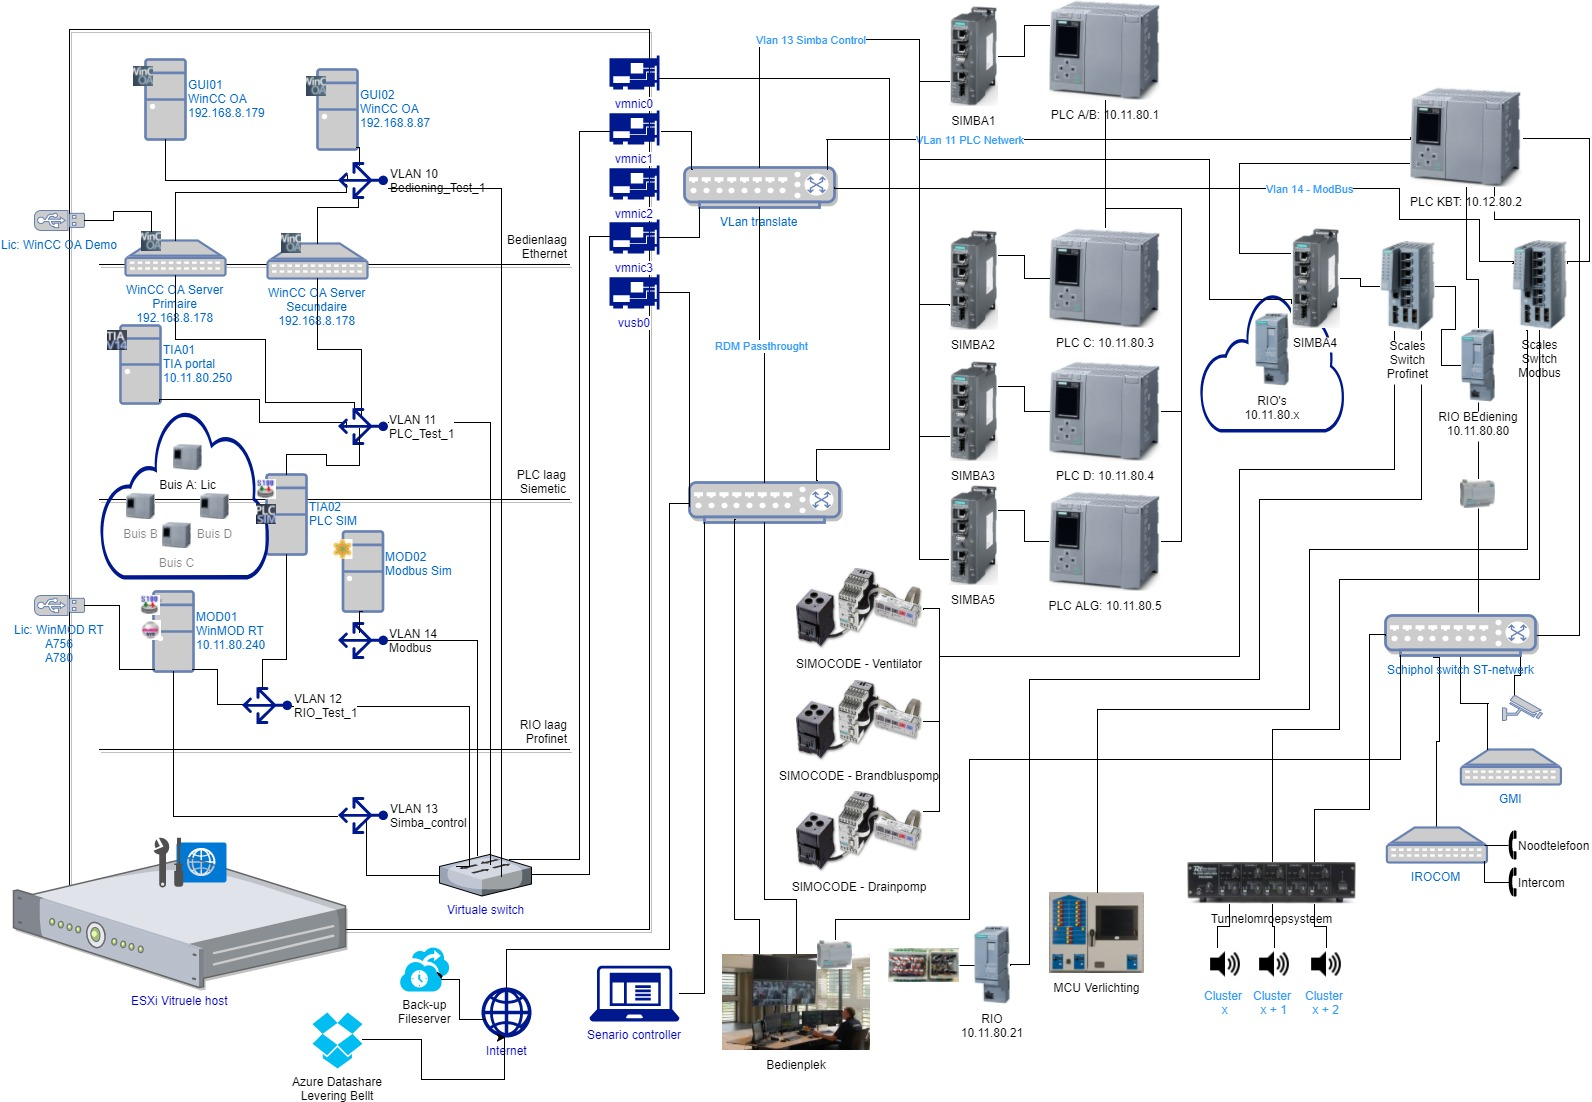 Vlan 13 Simba Control
GUI01
WinCC OA
192.168.8.179
GUI02
WinCC OA
192.168.8.87
vmnic0
vmnic1
vmnic2
vmnic3
vusb0
SIMBA1
PLC A/B: 10.11.80.1
VLan 11 PLC Netwerk
PLC KBT: 10.12.80.2
Vlan 14 - ModBus
VLAN 10
Bediening_Test_1
VLan translate
Lic: WinCC OA Demo
Bedienlaag
Ethernet
WinCC OA Server
Primaire
192.168.8.178
WinCC OA Server
Secundaire
192.168.8.178
TIA
V14
TIA01
TIA portal
10.11.80.250
RDM Passthrought
SIMBA2
PLC C: 10.11.80.3
SIMBA4
Scales
Switch
Profinet
Scales
Switch
Modbus
RIO's
10.11.80.x
RIO BEdiening
10.11.80.80
VLAN 11
PLC_Test_1
SIMBA3
PLC D: 10.11.80.4
Buis A: Lic
Buis B
Buis D
Buis C
PLC laag
Siemetic
PLC
SIM
TIA02
PLC SIM
MOD02
Modbus Sim
SIMBA5
PLC ALG: 10.11.80.5
Lic: WinMOD RT
A756
A780
MOD01
WinMOD RT
10.11.80.240
VLAN 14
Modbus
SIMOCODE - Ventilator
Schiphol switch ST-netwerk
VLAN 12
RIO_Test_1
RIO laag
Profinet
SIMOCODE - Brandbluspomp
GMI
VLAN 13
Simba_control
SIMOCODE - Drainpomp
IROCOM
Noodtelefoon
Intercom
Virtuale switch
Tunnelomroepsysteem
ESXi Vitruele host
Back-up
Fileserver
Internet
Senario controller
Bedienplek
RIO
10.11.80.21
MCU Verlichting
Cluster
x
Cluster
x + 1
Cluster
x + 2
Azure Datashare
Levering Bellt